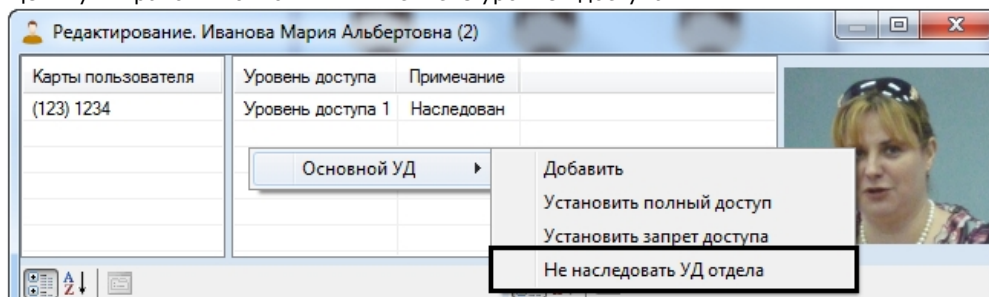 Редактирование. Иванова Мария Альбертовна (2)
Карты пользователя Уровень доступа Примечание
(123) 1234 Уровень доступа 1 Наследован
Основной УД
Добавить
Установить полный доступ
Установить запрет доступа
Не наследовать УД отдела